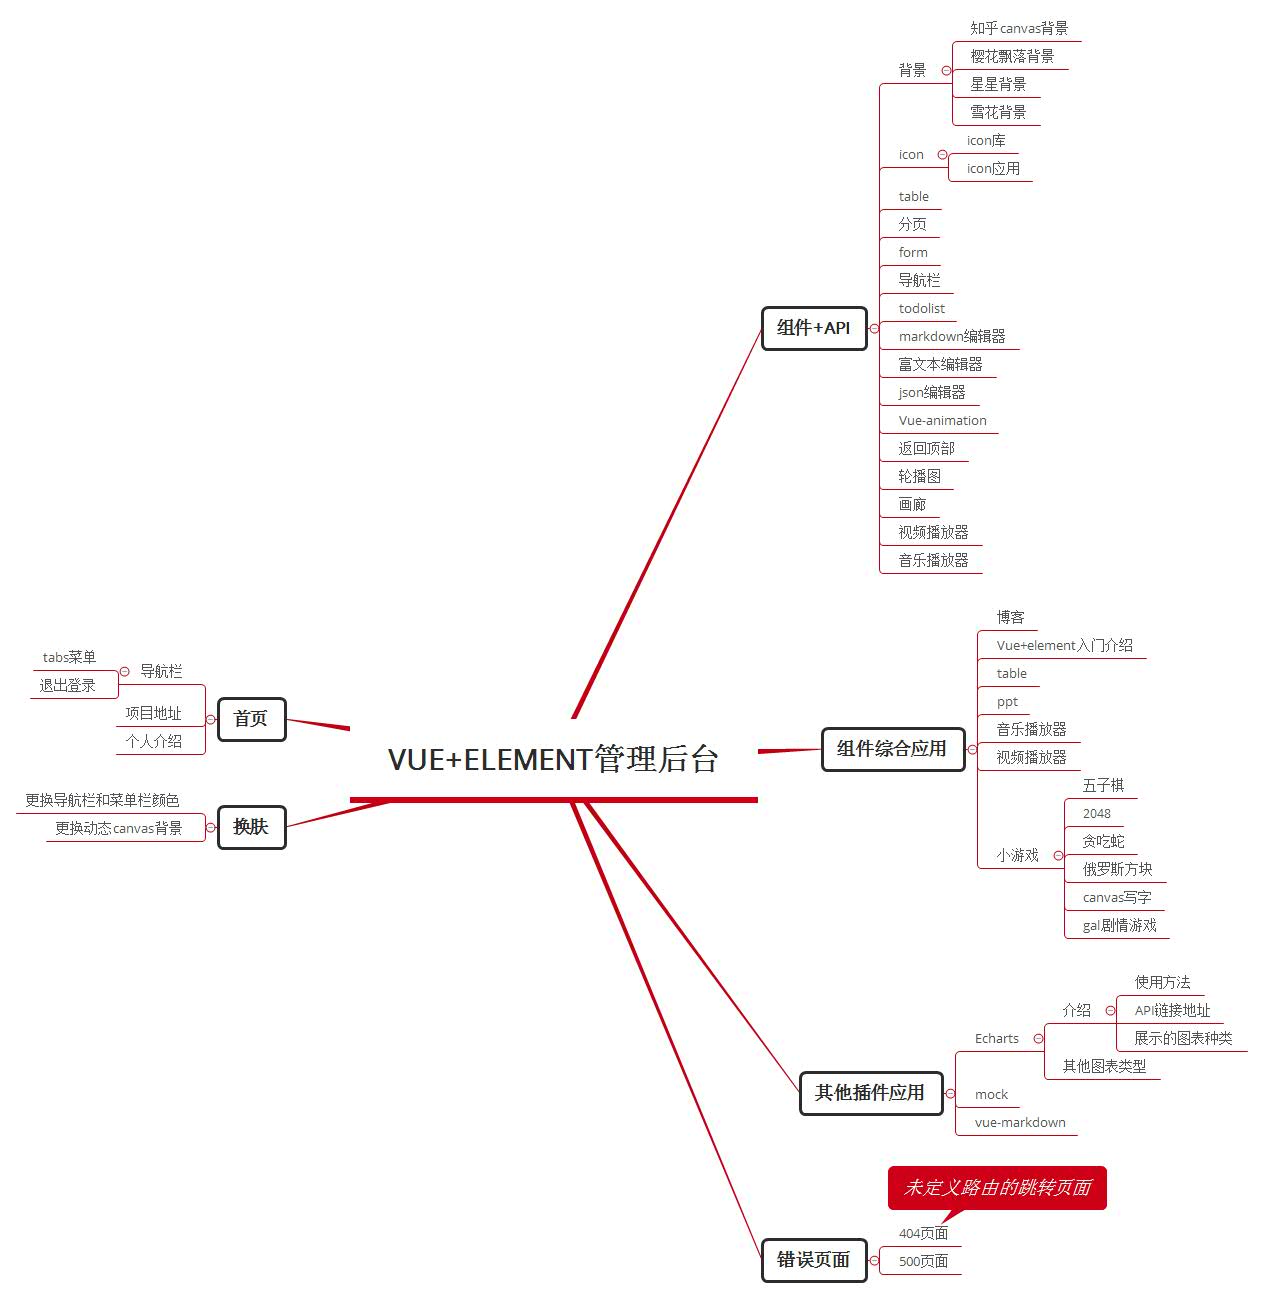 VUE+ELEMENT管理后台
组件+API
背景
知乎canvas背景
樱花飘落背景
星星背景
雪花背景
icon
icon库
icon应用
table
分页
form
导航栏
todolist
markdown编辑器
富文本编辑器
json编辑器
Vue-animation
返回顶部
轮播图
画廊
视频播放器
音乐播放器
组件综合应用
博客
Vue+element入门介绍
table
ppt
音乐播放器
视频播放器
小游戏
五子棋
2048
贪吃蛇
俄罗斯方块
canvas写字
gal剧情游戏
其他插件应用
Echarts
介绍
使用方法
API链接地址
展示的图表种类
其他图表类型
mock
vue-markdown
错误页面
未定义路由的跳转页面
404页面
500页面
首页
导航栏
tabs菜单
退出登录
项目地址
个人介绍
换肤
更换导航栏和菜单栏颜色
更换动态canvas背景